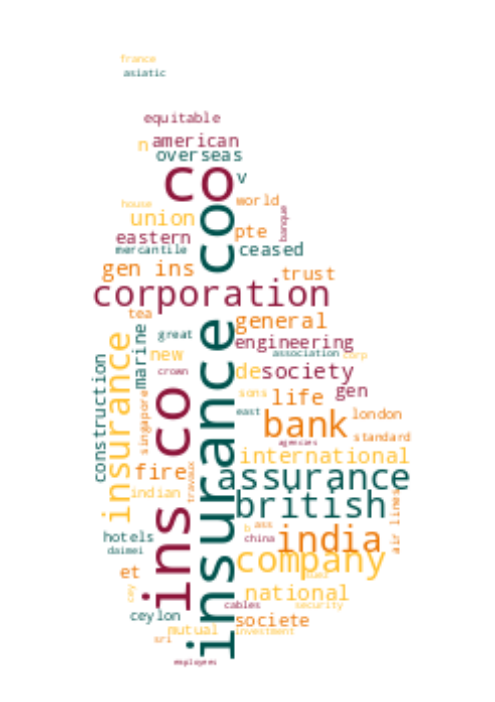 france
asiatic
equitable
n american
overseas
co v
world
house
union
co
pte
banque
eastern
mercantile
ceased
gen ins
trust
corporation
tea
general
great
engineering
marine
new
association corp
construction
insurance
crown
de society
gen
singapore
ins co
insurance
sons life
east
bank
london
standard
agencies
international
fire
travaux
assurance
indian
british
air lines
b ass
hotels
china
india
daimei
company
et
cey
national
cables
security
ceylon
societe
mutual
investment
sri
employees